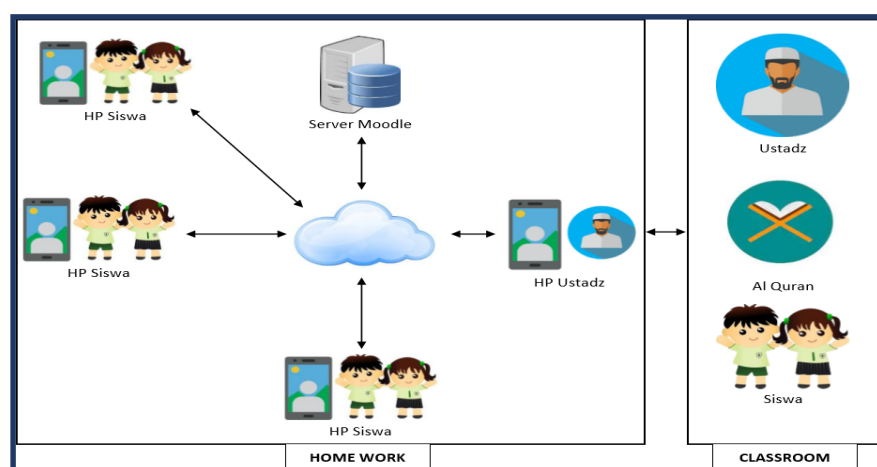 HP Siswa
Server Moodle
Ustadz
HP Siswa
HP Ustadz
Al Quran
HP Siswa
Siswa
HOME WORK
CLASSROOM